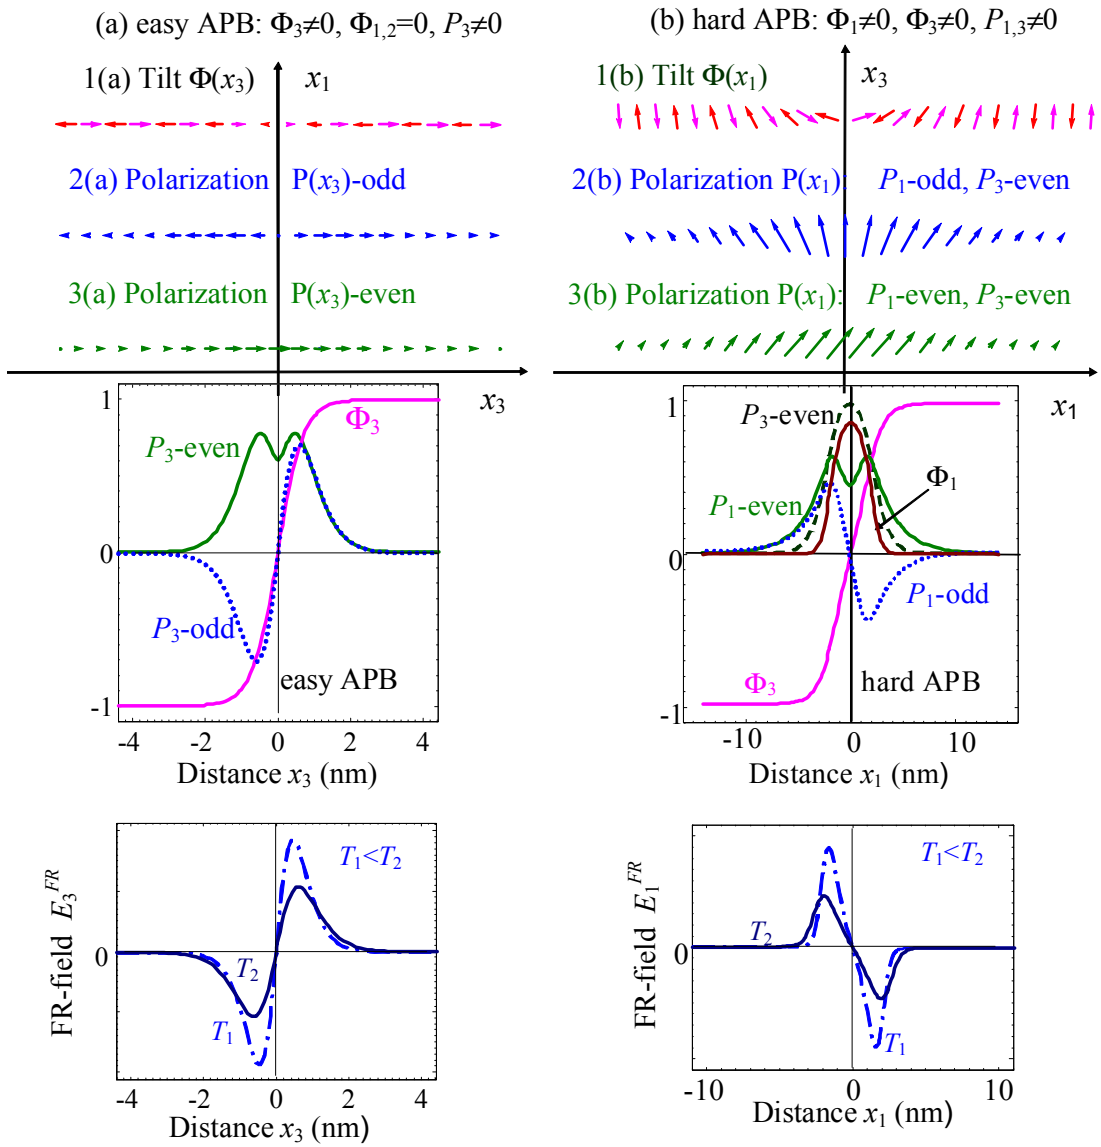 (a) easy APB: Φ3≠0, Φ1,2=0, P3≠0
1(a) Tilt Φ(x3)
x1
2(a) Polarization P(x3)-odd
3(a) Polarization P(x3)-even
x3
1
0
-1
Φ3
P3-even
P3-odd
easy APB
-4 -2 0 2 4
Distance x3 (nm)
FR-field E3^FR
0
T1<T2
T2
T1
-4 -2 0 2 4
Distance x3 (nm)
(b) hard APB: Φ1≠0, Φ3≠0, P1,3≠0
1(b) Tilt Φ(x1)
x3
2(b) Polarization P(x1): P1-odd, P3-even
3(b) Polarization P(x1): P1-even, P3-even
x1
1
0
-1
P3-even
Φ1
P1-even
P1-odd
Φ3
hard APB
-10 0 10
Distance x1 (nm)
FR-field E1^FR
0
T1<T2
T2
T1
-10 -5 0 5 10
Distance x1 (nm)